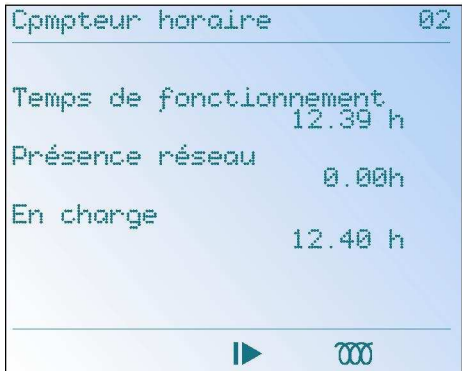 Cpmpteur horaire 02
Temps de fonctionnement
12.39 h
Présence réseau
0.00h
En charge
12.40 h